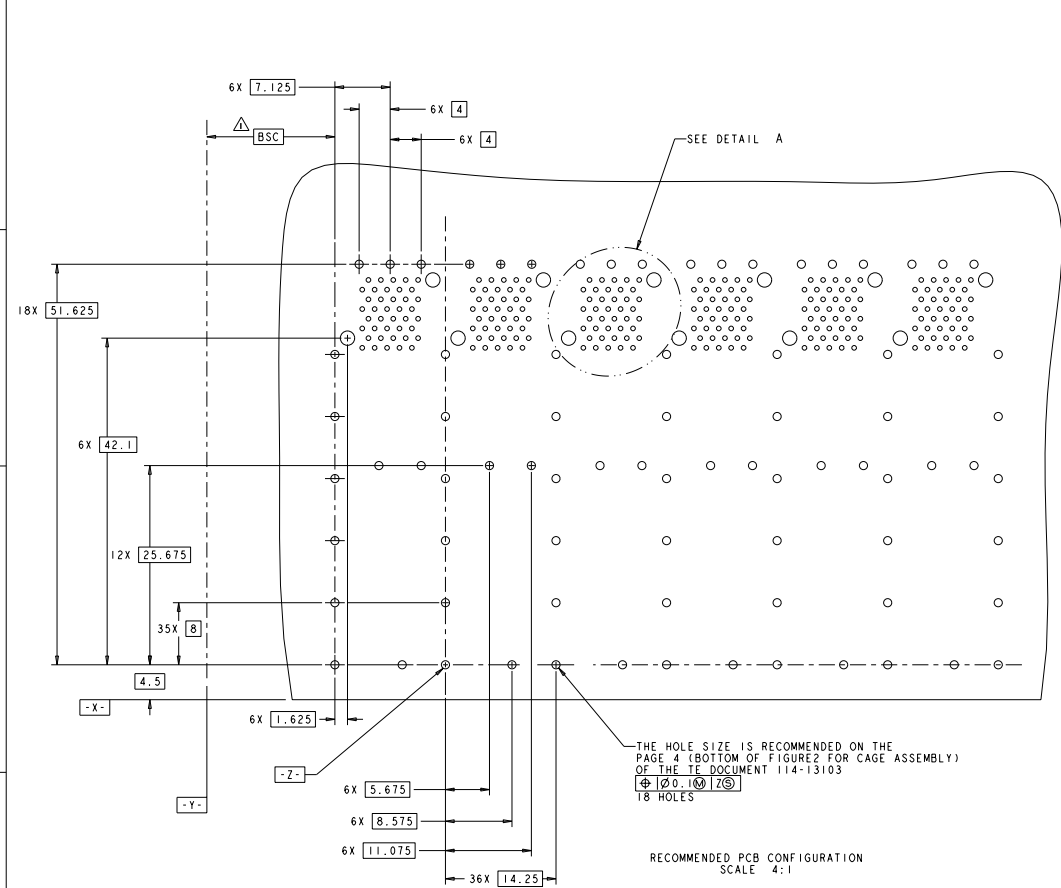 6X 7.125
6X 4
1
BSC
6X 4
SEE DETAIL A
18X 51.625
6X 42.1
12X 25.675
35X 8
4.5
-X-
6X 1.625
-Z-
-Y-
THE HOLE SIZE IS RECOMMENDED ON THE
PAGE 4 (BOTTOM OF FIGURE2 FOR CAGE ASSEMBLY)
OF THE TE DOCUMENT 114-13103
⌖ Ø0.1Ⓜ ZⓈ
18 HOLES
6X 5.675
6X 8.575
6X 11.075
36X 14.25
RECOMMENDED PCB CONFIGURATION
SCALE 4:1